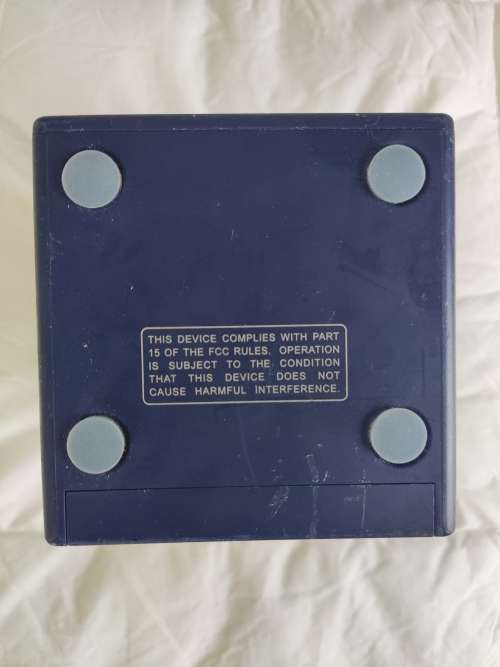 THIS DEVICE COMPLIES WITH PART
15 OF THE FCC RULES. OPERATION
IS SUBJECT TO THE CONDITION
THAT THIS DEVICE DOES NOT
CAUSE HARMFUL INTERFERENCE.